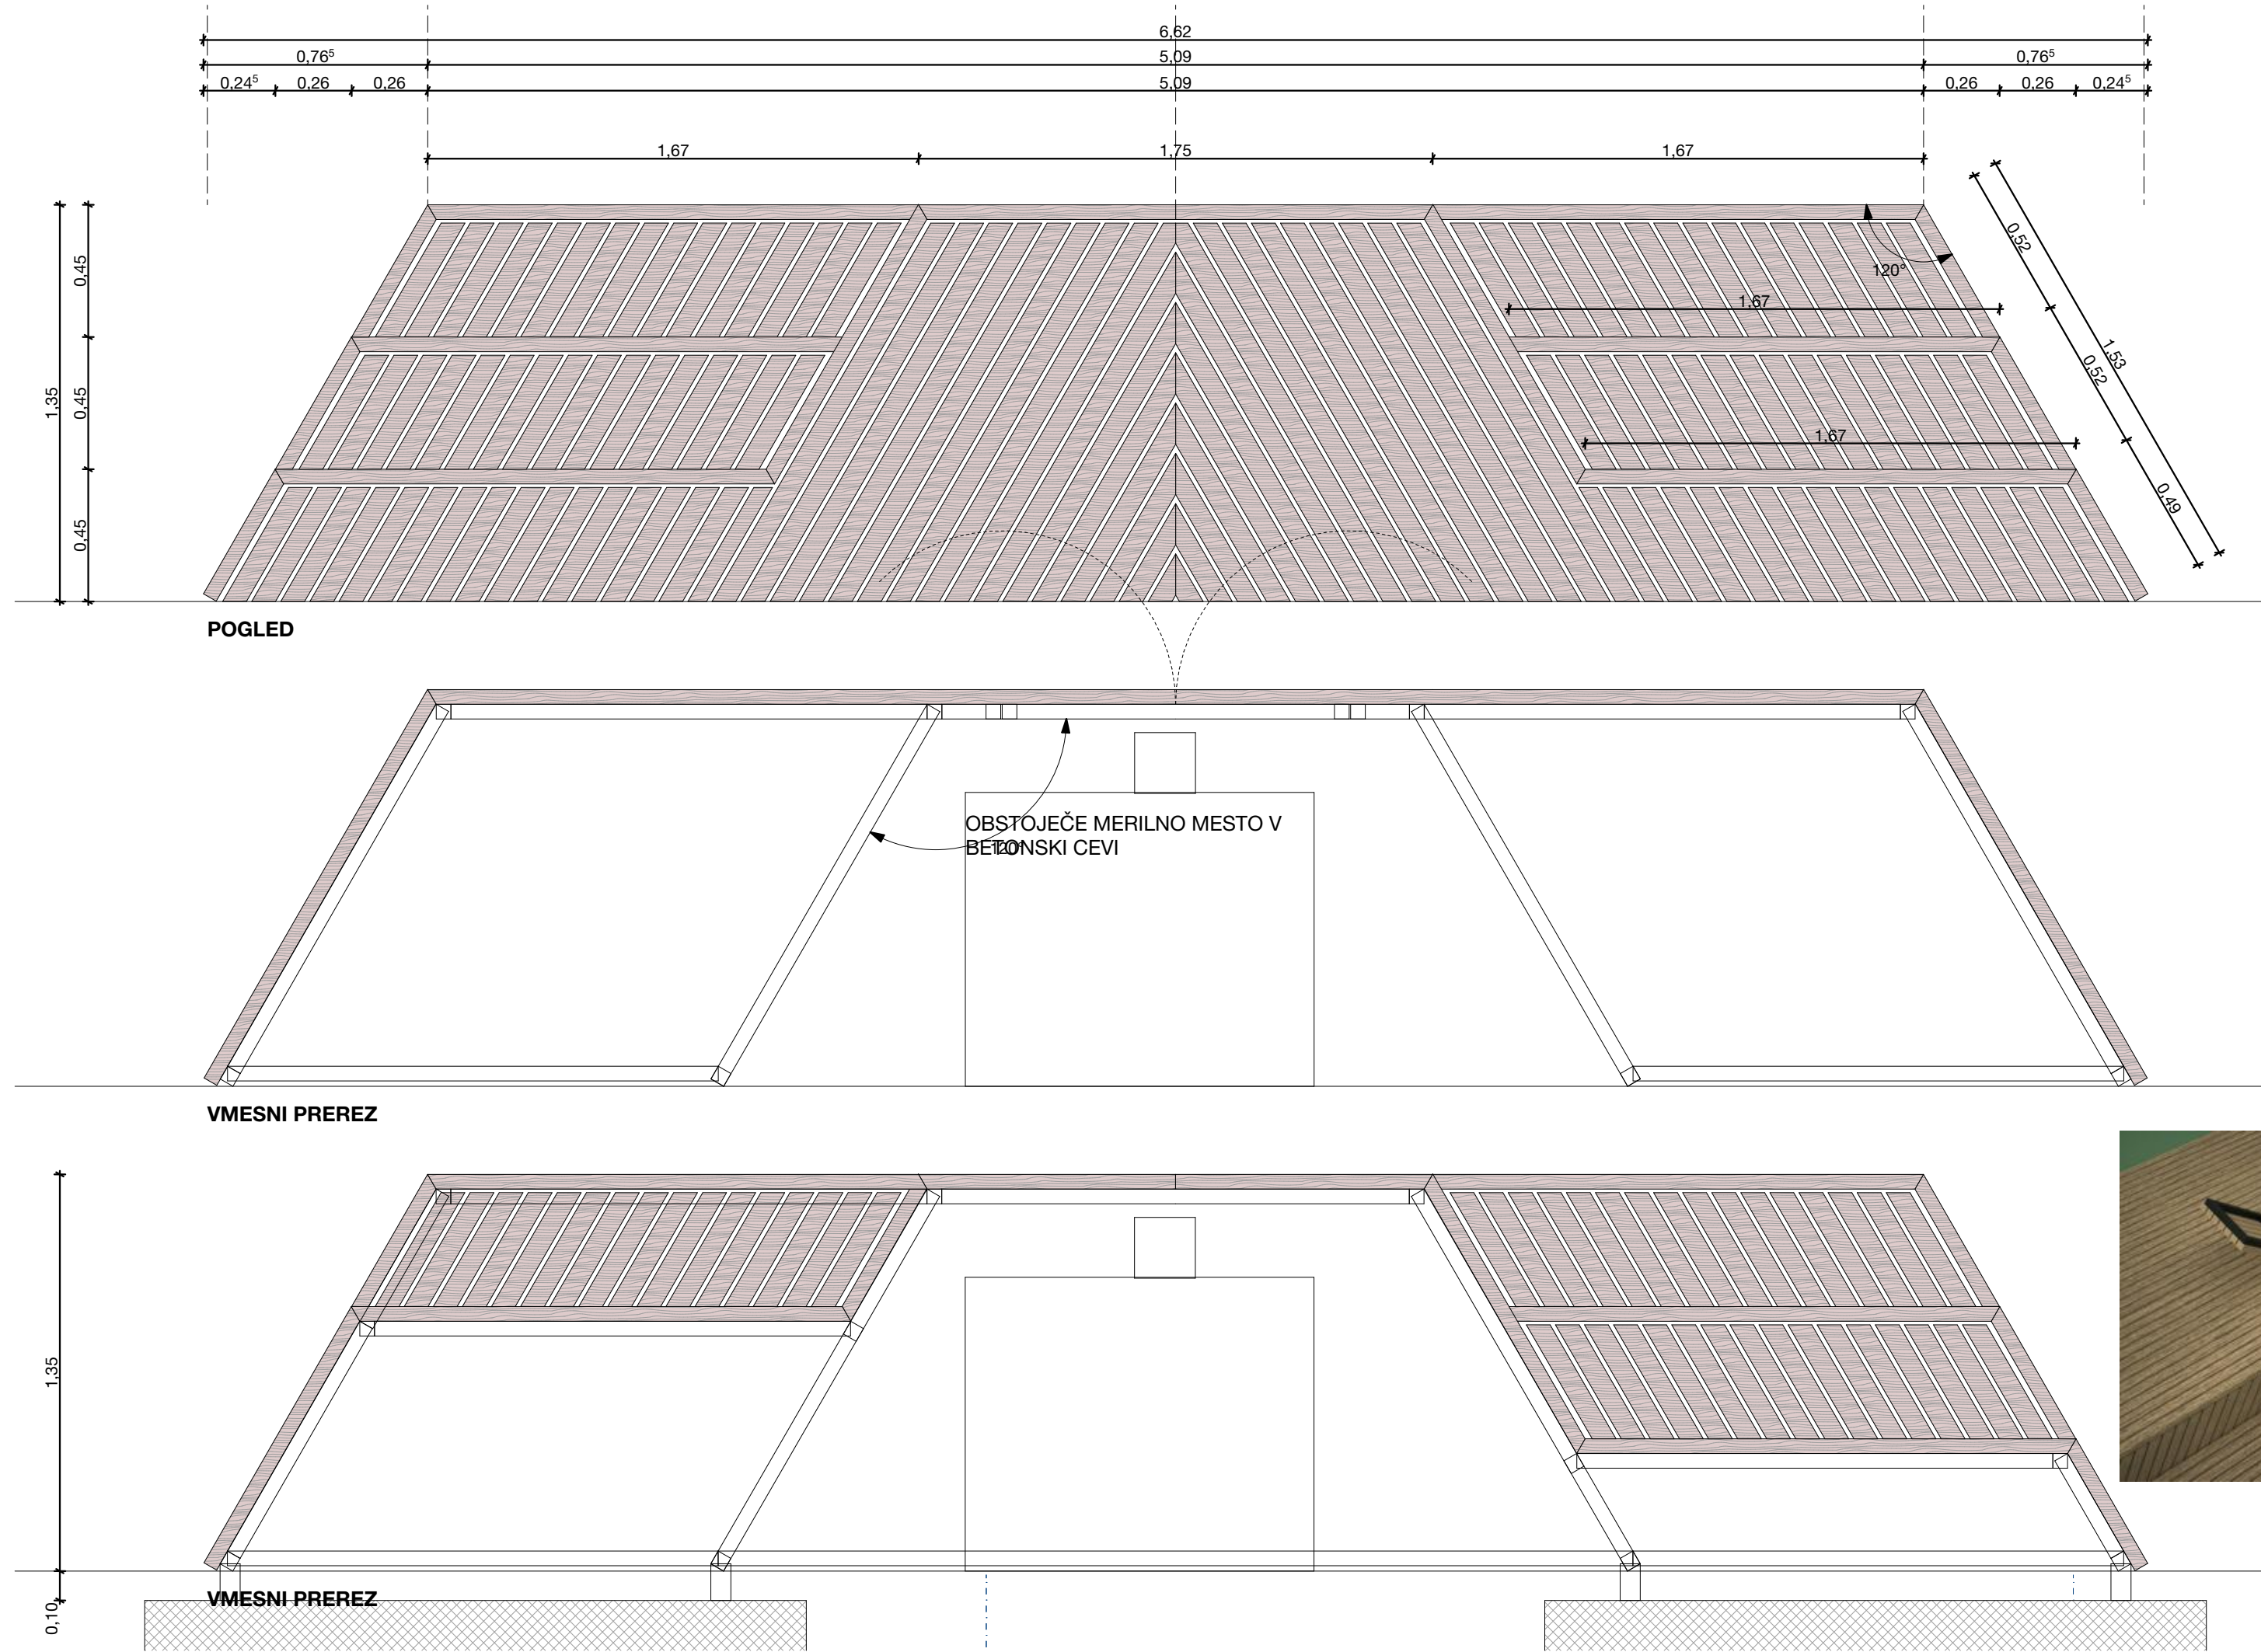 6,62
0,76⁵ 5,09 0,76⁵
0,24⁵ 0,26 0,26 5,09 0,26 0,26 0,24⁵
1,67 1,75 1,67
1,35
0,45
0,45
0,45
120°
1,67
1,67
0,52
0,52
0,49
1,53
POGLED
OBSTOJEČE MERILNO MESTO V
BETONSKI CEVI
120°
VMESNI PREREZ
1,35
0,10
VMESNI PREREZ